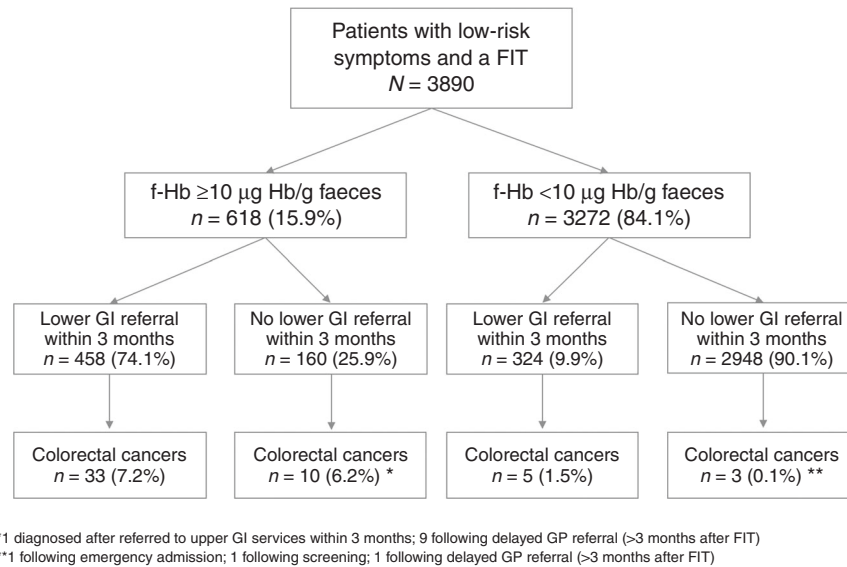 Patients with low-risk
symptoms and a FIT
N = 3890
f-Hb ≥10 μg Hb/g faeces
n = 618 (15.9%)
f-Hb <10 μg Hb/g faeces
n = 3272 (84.1%)
Lower GI referral
within 3 months
n = 458 (74.1%)
No lower GI referral
within 3 months
n = 160 (25.9%)
Lower GI referral
within 3 months
n = 324 (9.9%)
No lower GI referral
within 3 months
n = 2948 (90.1%)
Colorectal cancers
n = 33 (7.2%)
Colorectal cancers
n = 10 (6.2%) *
Colorectal cancers
n = 5 (1.5%)
Colorectal cancers
n = 3 (0.1%) **
*1 diagnosed after referred to upper GI services within 3 months; 9 following delayed GP referral (>3 months after FIT)
**1 following emergency admission; 1 following screening; 1 following delayed GP referral (>3 months after FIT)